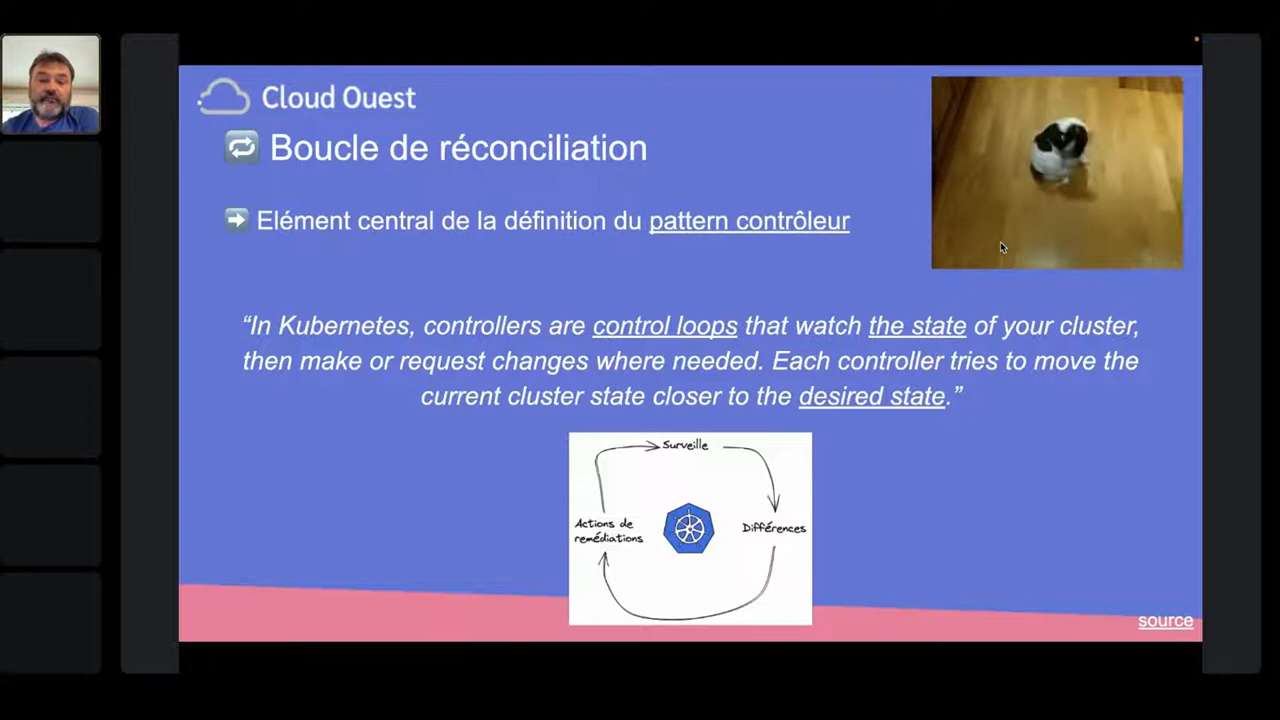 Cloud Ouest
Boucle de réconciliation
Elément central de la définition du pattern contrôleur
“In Kubernetes, controllers are control loops that watch the state of your cluster,
then make or request changes where needed. Each controller tries to move the
current cluster state closer to the desired state.”
Surveille
Actions de
remédiations
Différences
source